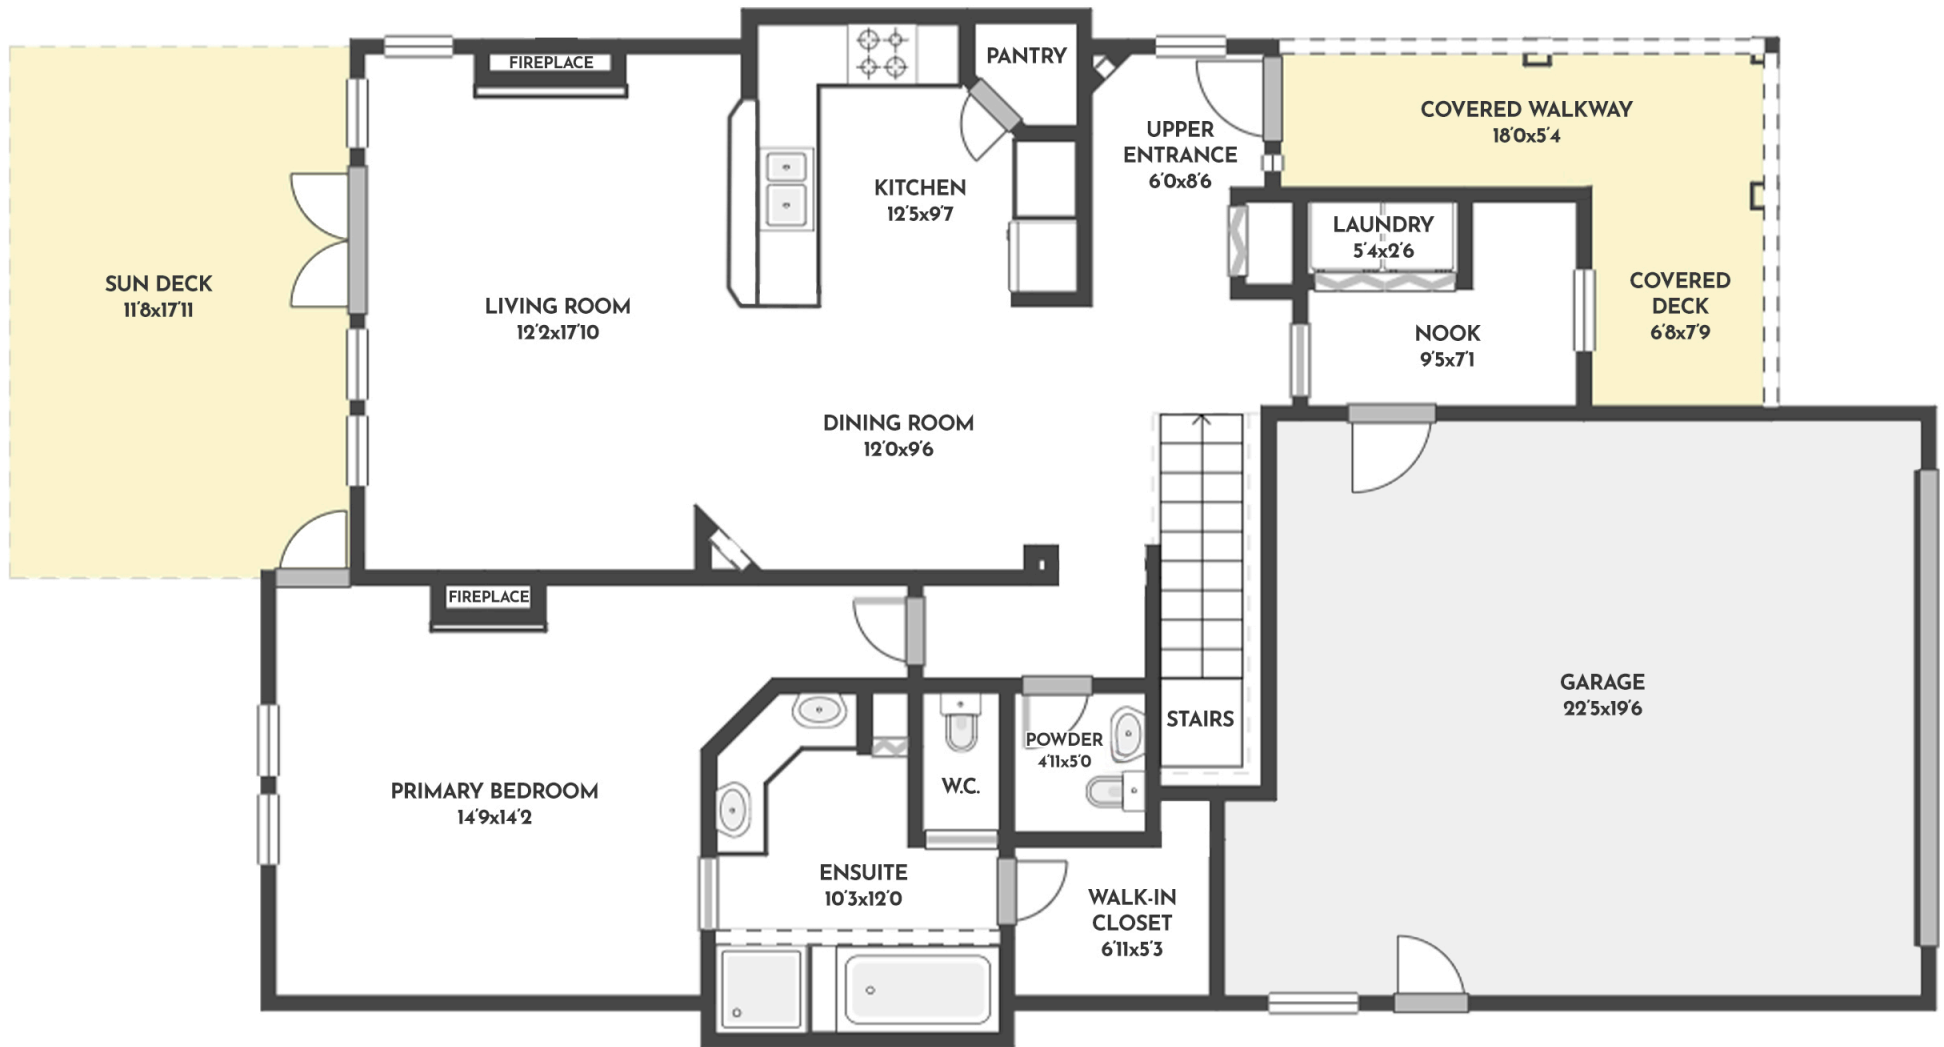 FIREPLACE
PANTRY
UPPER
ENTRANCE
6'0x8'6
COVERED WALKWAY
18'0x5'4
KITCHEN
12'5x9'7
LAUNDRY
5'4x2'6
SUN DECK
11'8x17'11
LIVING ROOM
12'2x17'10
COVERED
DECK
6'8x7'9
NOOK
9'5x7'1
DINING ROOM
12'0x9'6
FIREPLACE
GARAGE
22'5x19'6
STAIRS
POWDER
4'11x5'0
W.C.
PRIMARY BEDROOM
14'9x14'2
ENSUITE
10'3x12'0
WALK-IN
CLOSET
6'11x5'3